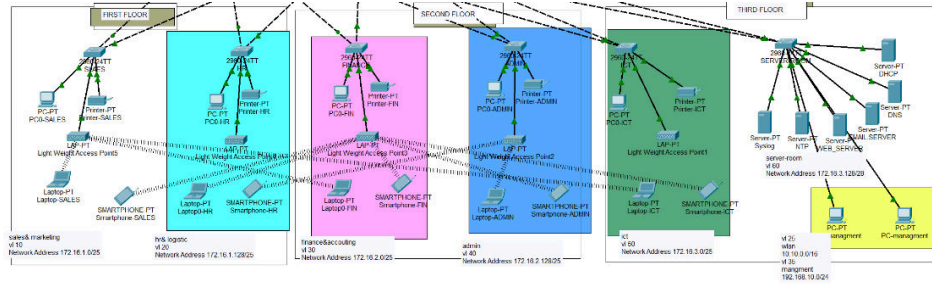 FIRST FLOOR
SECOND FLOOR
THIRD FLOOR
2960-24TT
SALES
2960-24TT
HR
2960-24TT
FINANCE
2960-24TT
ADMIN
2960-24TT
ICT
2960-24TT
SERVER ROOM
Server-PT
DHCP
Server-PT
DNS
Server-PT
EMAIL SERVER
Server-PT
WEB_SERVER
Server-PT
NTP
Server-PT
Syslog
PC-PT
PC0-SALES
Printer-PT
Printer-SALES
PC-PT
PC0-HR
Printer-PT
Printer-HR
PC-PT
PC0-FIN
Printer-PT
Printer-FIN
PC-PT
PC0-ADMIN
Printer-PT
Printer-ADMIN
PC-PT
PC0-ICT
Printer-PT
Printer-ICT
LAP-PT
Light Weight Access Point5
LAP-PT
Light Weight Access
LAP-PT
Light Weight Access Point3
LAP-PT
Light Weight Access Point2
LAP-PT
Light Weight Access Point1
Laptop-PT
Laptop-SALES
SMARTPHONE-PT
Smartphone-SALES
Laptop-PT
Laptop0-HR
SMARTPHONE-PT
Smartphone-HR
Laptop-PT
Laptop0-FIN
SMARTPHONE-PT
Smartphone-FIN
Laptop-PT
Laptop-ADMIN
SMARTPHONE-PT
Smartphone-ADMIN
Laptop-PT
Laptop-ICT
SMARTPHONE-PT
Smartphone-ICT
server-room
vl 60
Network Address 172.16.3.128/28
PC-PT
PC-managment
PC-PT
PC-managment
sales& marketing
vl 10
Network Address 172.16.1.0/25
hr& logistic
vl 20
Network Address 172.16.1.128/25
finance&accouting
vl 30
Network Address 172.16.2.0/25
admin
vl 40
Network Address 172.16.2.128/25
ict
vl 50
Network Address 172.16.3.0/25
vl 25
wlan
10.10.0.0/16
vl 35
mangment
192.168.10.0/24